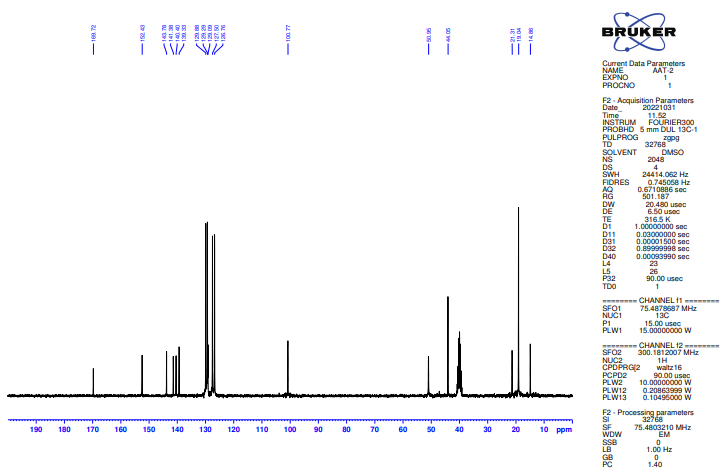 169.72
152.43
143.78
141.38
140.40
139.33
129.88
129.29
129.09
127.50
126.76
100.77
50.95
44.05
21.31
19.04
14.86
BRUKER
Current Data Parameters
NAME AAT-2
EXPNO 1
PROCNO 1
F2 - Acquisition Parameters
Date_ 20221031
Time 11.52
INSTRUM FOURIER300
PROBHD 5 mm DUL 13C-1
PULPROG zgpg
TD 32768
SOLVENT DMSO
NS 2048
DS 4
SWH 24414.062 Hz
FIDRES 0.745058 Hz
AQ 0.6710886 sec
RG 501.187
DW 20.480 usec
DE 6.50 usec
TE 316.5 K
D1 1.00000000 sec
D11 0.03000000 sec
D31 0.00001500 sec
D32 0.89999998 sec
D40 0.00093990 sec
L4 23
L5 26
P32 90.00 usec
TD0 1
======== CHANNEL f1 ========
SFO1 75.4878687 MHz
NUC1 13C
P1 15.00 usec
PLW1 15.00000000 W
======== CHANNEL f2 ========
SFO2 300.1812007 MHz
NUC2 1H
CPDPRG[2 waltz16
PCPD2 90.00 usec
PLW2 10.00000000 W
PLW12 0.20863999 W
PLW13 0.10495000 W
F2 - Processing parameters
SI 32768
SF 75.4803210 MHz
WDW EM
SSB 0
LB 1.00 Hz
GB 0
PC 1.40
190 180 170 160 150 140 130 120 110 100 90 80 70 60 50 40 30 20 10 ppm